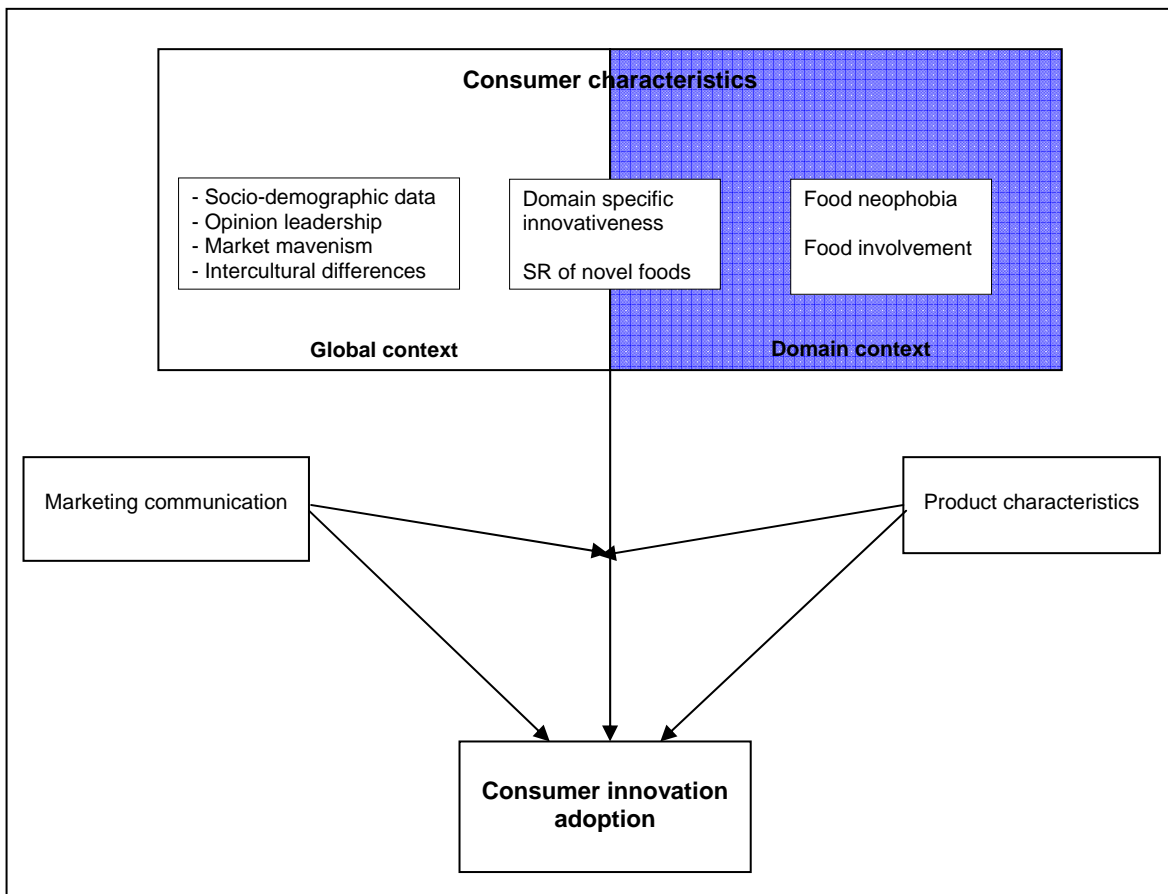 Consumer characteristics
- Socio-demographic data
- Opinion leadership
- Market mavenism
- Intercultural differences
Domain specific
innovativeness
SR of novel foods
Food neophobia
Food involvement
Global context
Domain context
Marketing communication
Product characteristics
Consumer innovation
adoption